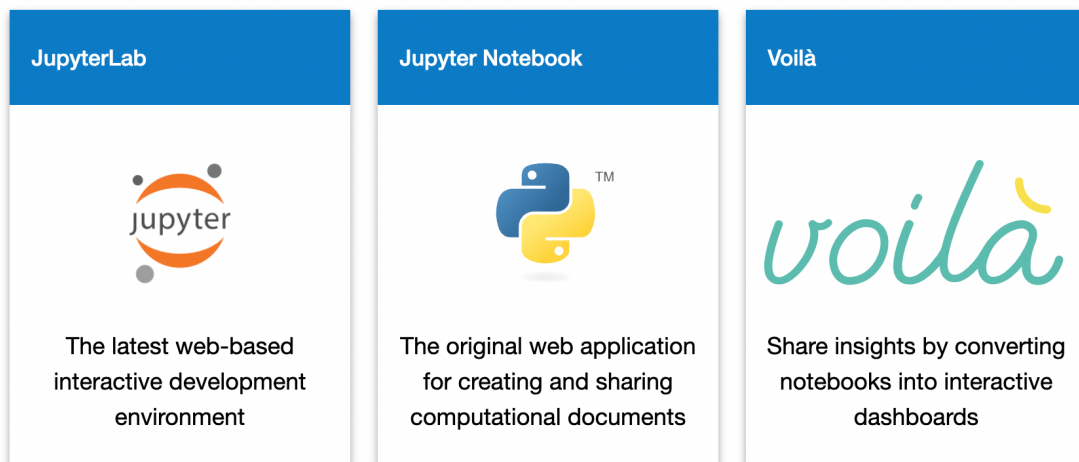 JupyterLab
jupyter
The latest web-based
interactive development
environment
Jupyter Notebook
TM
The original web application
for creating and sharing
computational documents
Voilà
voilà
Share insights by converting
notebooks into interactive
dashboards